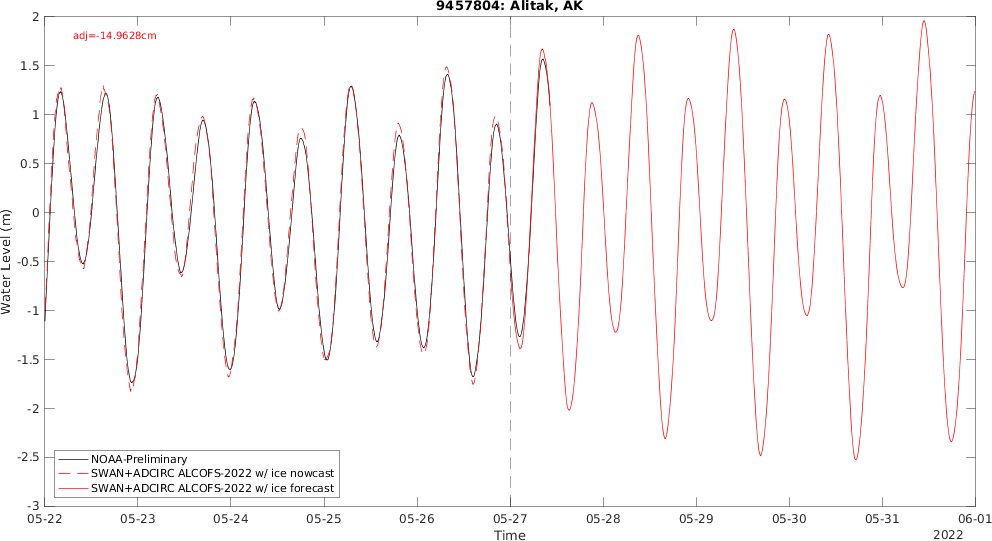 9457804: Alitak, AK
adj=-14.9628cm
2
1.5
1
0.5
0
-0.5
-1
-1.5
-2
-2.5
-3
Water Level (m)
NOAA-Preliminary
SWAN+ADCIRC ALCOFS-2022 w/ ice nowcast
SWAN+ADCIRC ALCOFS-2022 w/ ice forecast
05-22 05-23 05-24 05-25 05-26 05-27 05-28 05-29 05-30 05-31 06-01
Time
2022